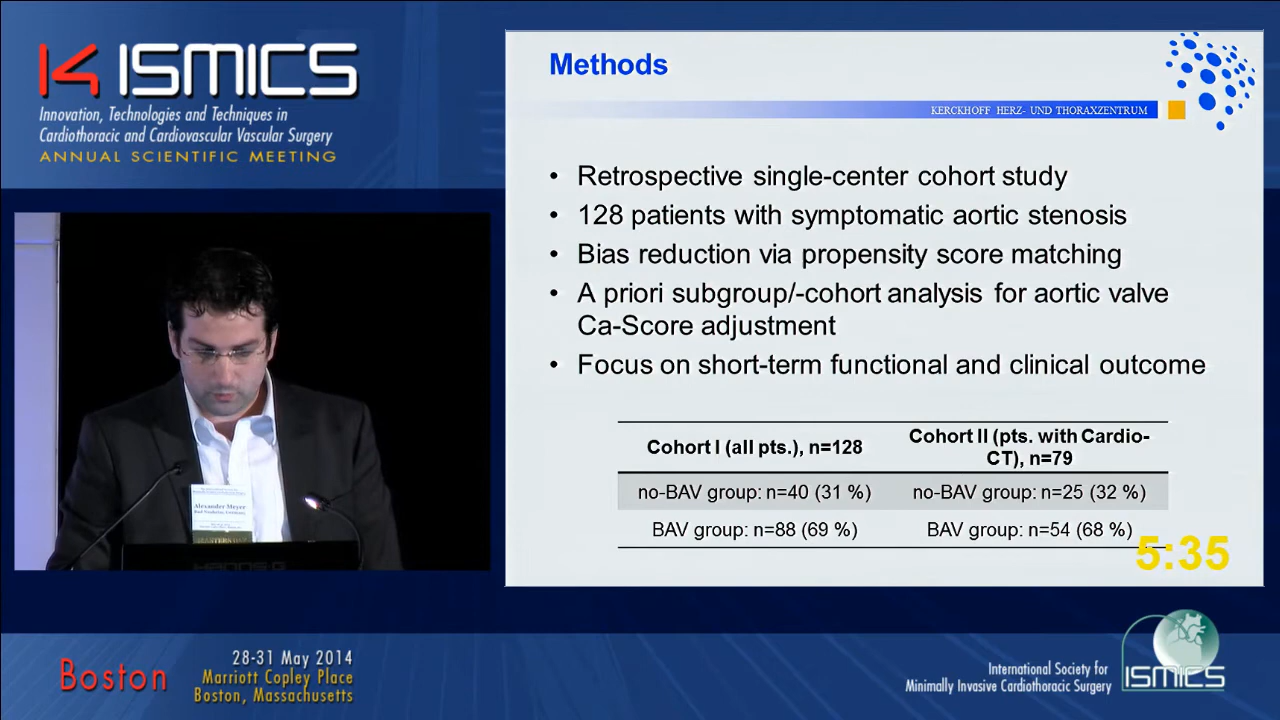 14 ISMICS
Innovation, Technologies and Techniques in
Cardiothoracic and Cardiovascular Vascular Surgery
ANNUAL SCIENTIFIC MEETING
Methods
KERCKHOFF HERZ- UND THORAXZENTRUM
• Retrospective single-center cohort study
• 128 patients with symptomatic aortic stenosis
• Bias reduction via propensity score matching
• A priori subgroup/-cohort analysis for aortic valve
Ca-Score adjustment
• Focus on short-term functional and clinical outcome
Cohort I (all pts.), n=128
Cohort II (pts. with Cardio-
CT), n=79
no-BAV group: n=40 (31 %)
no-BAV group: n=25 (32 %)
BAV group: n=88 (69 %)
BAV group: n=54 (68 %)
5:35
Alexander Meyer
Boston
28-31 May 2014
Marriott Copley Place
Boston, Massachusetts
International Society for
Minimally Invasive Cardiothoracic Surgery
ISMICS